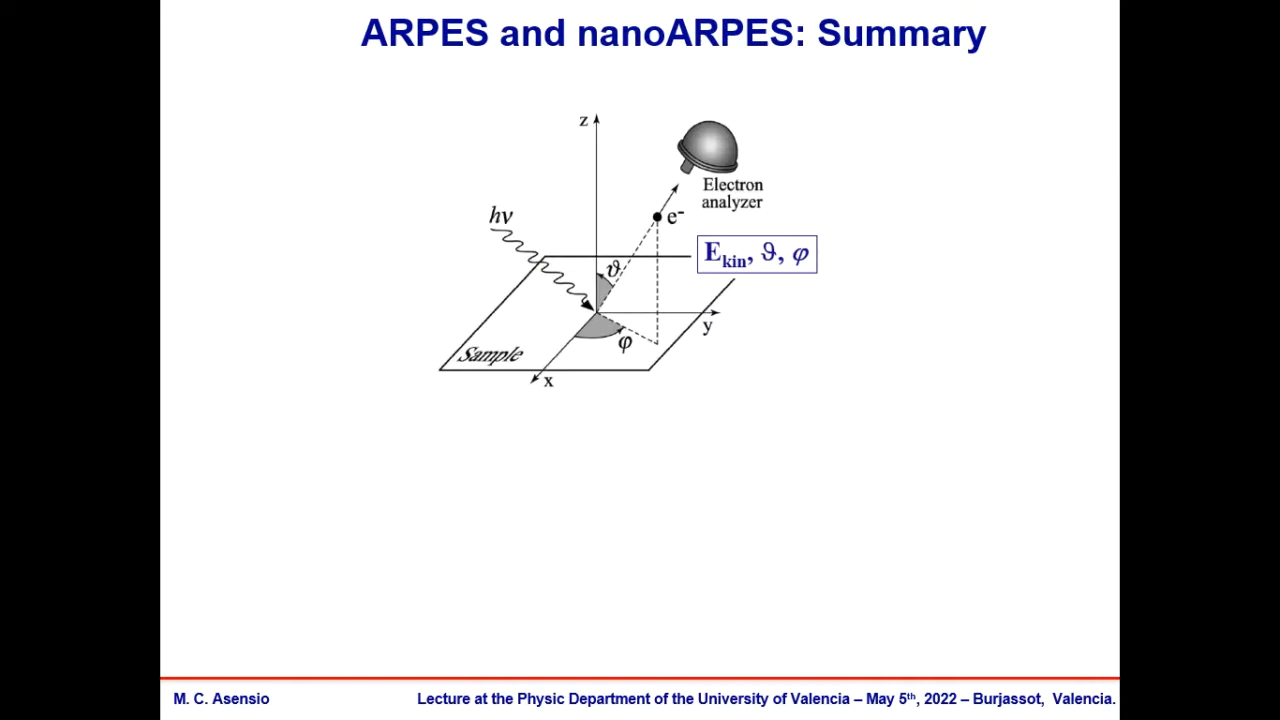 ARPES and nanoARPES: Summary
z
Electron
analyzer
hν
e⁻
E_kin, ϑ, φ
ϑ
y
φ
Sample
x
M. C. Asensio
Lecture at the Physic Department of the University of Valencia – May 5th, 2022 – Burjassot, Valencia.